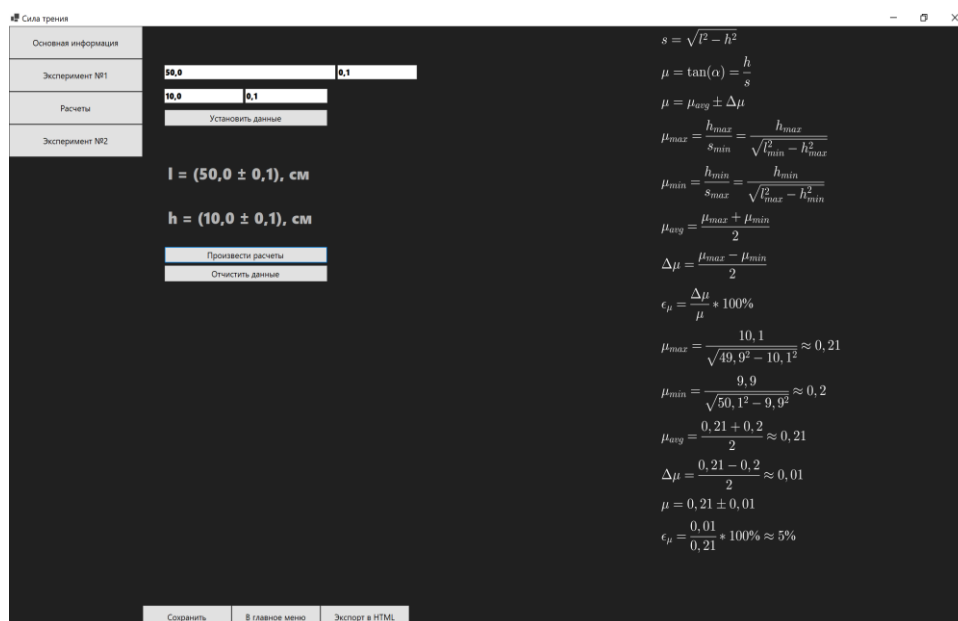 Сила трения
Основная информация
Эксперимент №1
Расчеты
Эксперимент №2
50,0 0,1
10,0 0,1
Установить данные
l = (50,0 ± 0,1), см
h = (10,0 ± 0,1), см
Произвести расчеты
Отчистить данные
Сохранить В главное меню Экспорт в HTML
s = √(l² − h²)
μ = tan(α) = h/s
μ = μ_avg ± Δμ
μ_max = h_max/s_min = h_max/√(l²_min − h²_max)
μ_min = h_min/s_max = h_min/√(l²_max − h²_min)
μ_avg = (μ_max + μ_min)/2
Δμ = (μ_max − μ_min)/2
ϵ_μ = Δμ/μ * 100%
μ_max = 10,1/√(49,9² − 10,1²) ≈ 0,21
μ_min = 9,9/√(50,1² − 9,9²) ≈ 0,2
μ_avg = (0,21 + 0,2)/2 ≈ 0,21
Δμ = (0,21 − 0,2)/2 ≈ 0,01
μ = 0,21 ± 0,01
ϵ_μ = 0,01/0,21 * 100% ≈ 5%